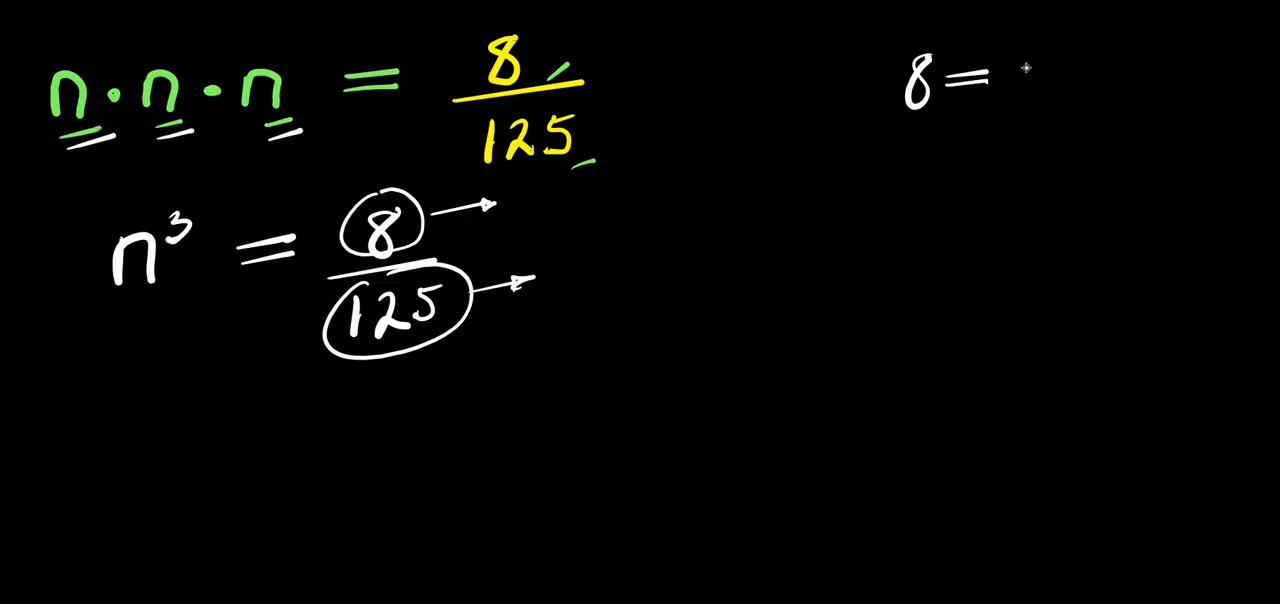 n · n · n = 8/125
n³ = 8/125
8 =